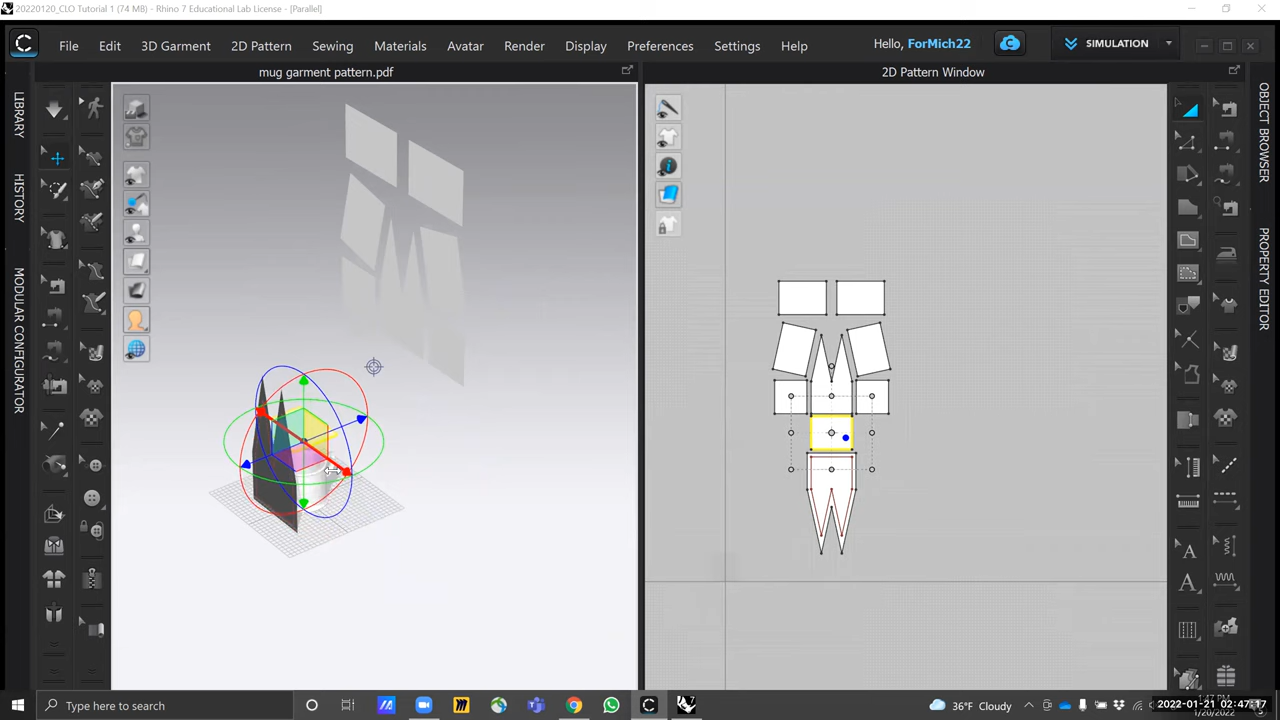 20220120_CLO Tutorial 1 (74 MB) - Rhino 7 Educational Lab License - [Parallel]
File Edit 3D Garment 2D Pattern Sewing Materials Avatar Render Display Preferences Settings Help
Hello, ForMich22
SIMULATION
mug garment pattern.pdf
2D Pattern Window
LIBRARY
HISTORY
MODULAR CONFIGURATOR
OBJECT BROWSER
PROPERTY EDITOR
Type here to search
36°F Cloudy
2022-01-21 02:47:17